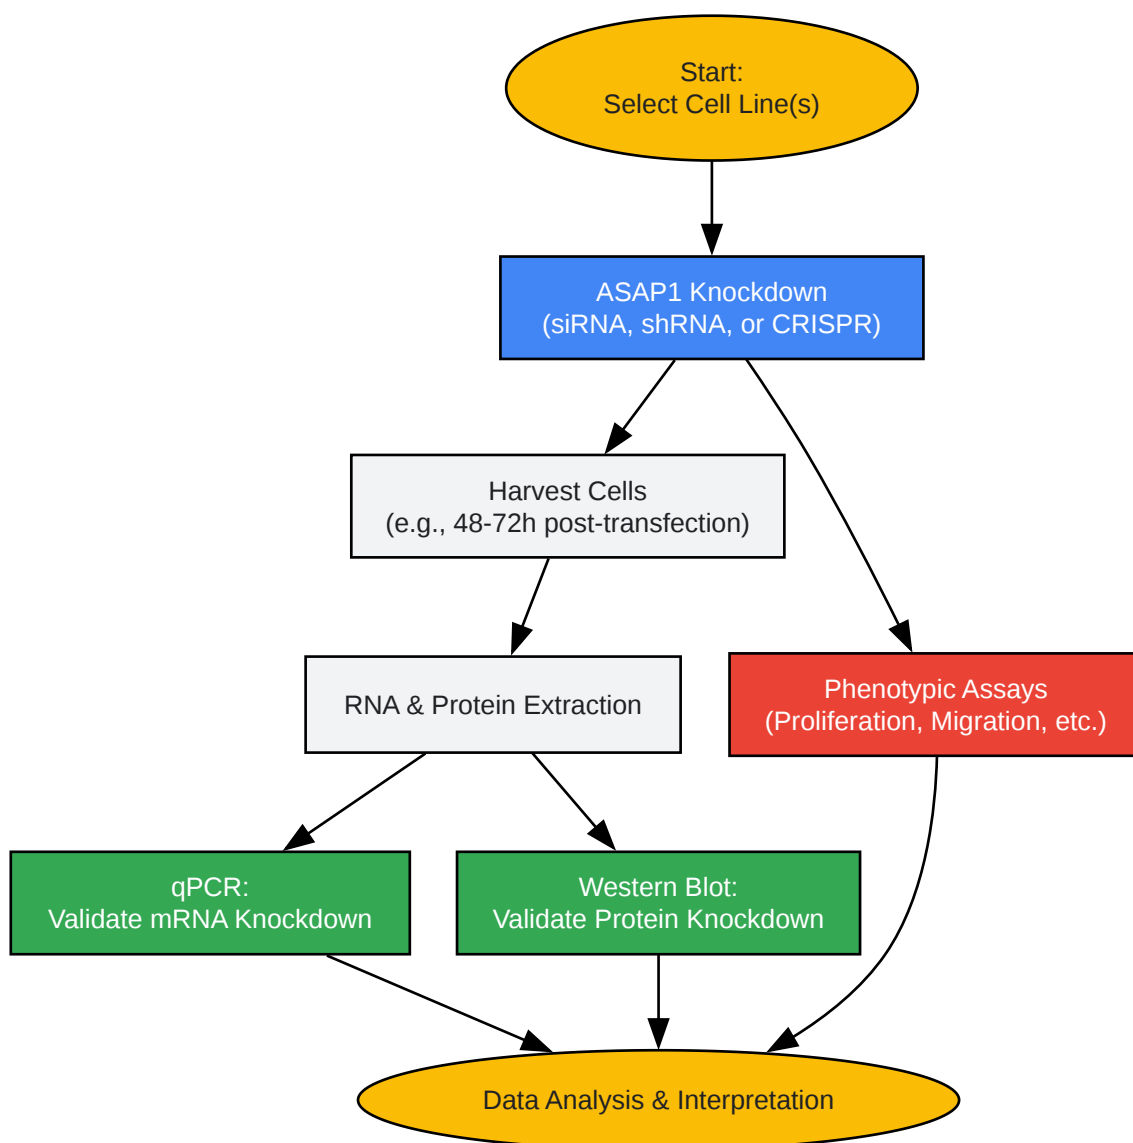 Start:
Select Cell Line(s)
ASAP1 Knockdown
(siRNA, shRNA, or CRISPR)
Harvest Cells
(e.g., 48-72h post-transfection)
RNA & Protein Extraction
Phenotypic Assays
(Proliferation, Migration, etc.)
qPCR:
Validate mRNA Knockdown
Western Blot:
Validate Protein Knockdown
Data Analysis & Interpretation